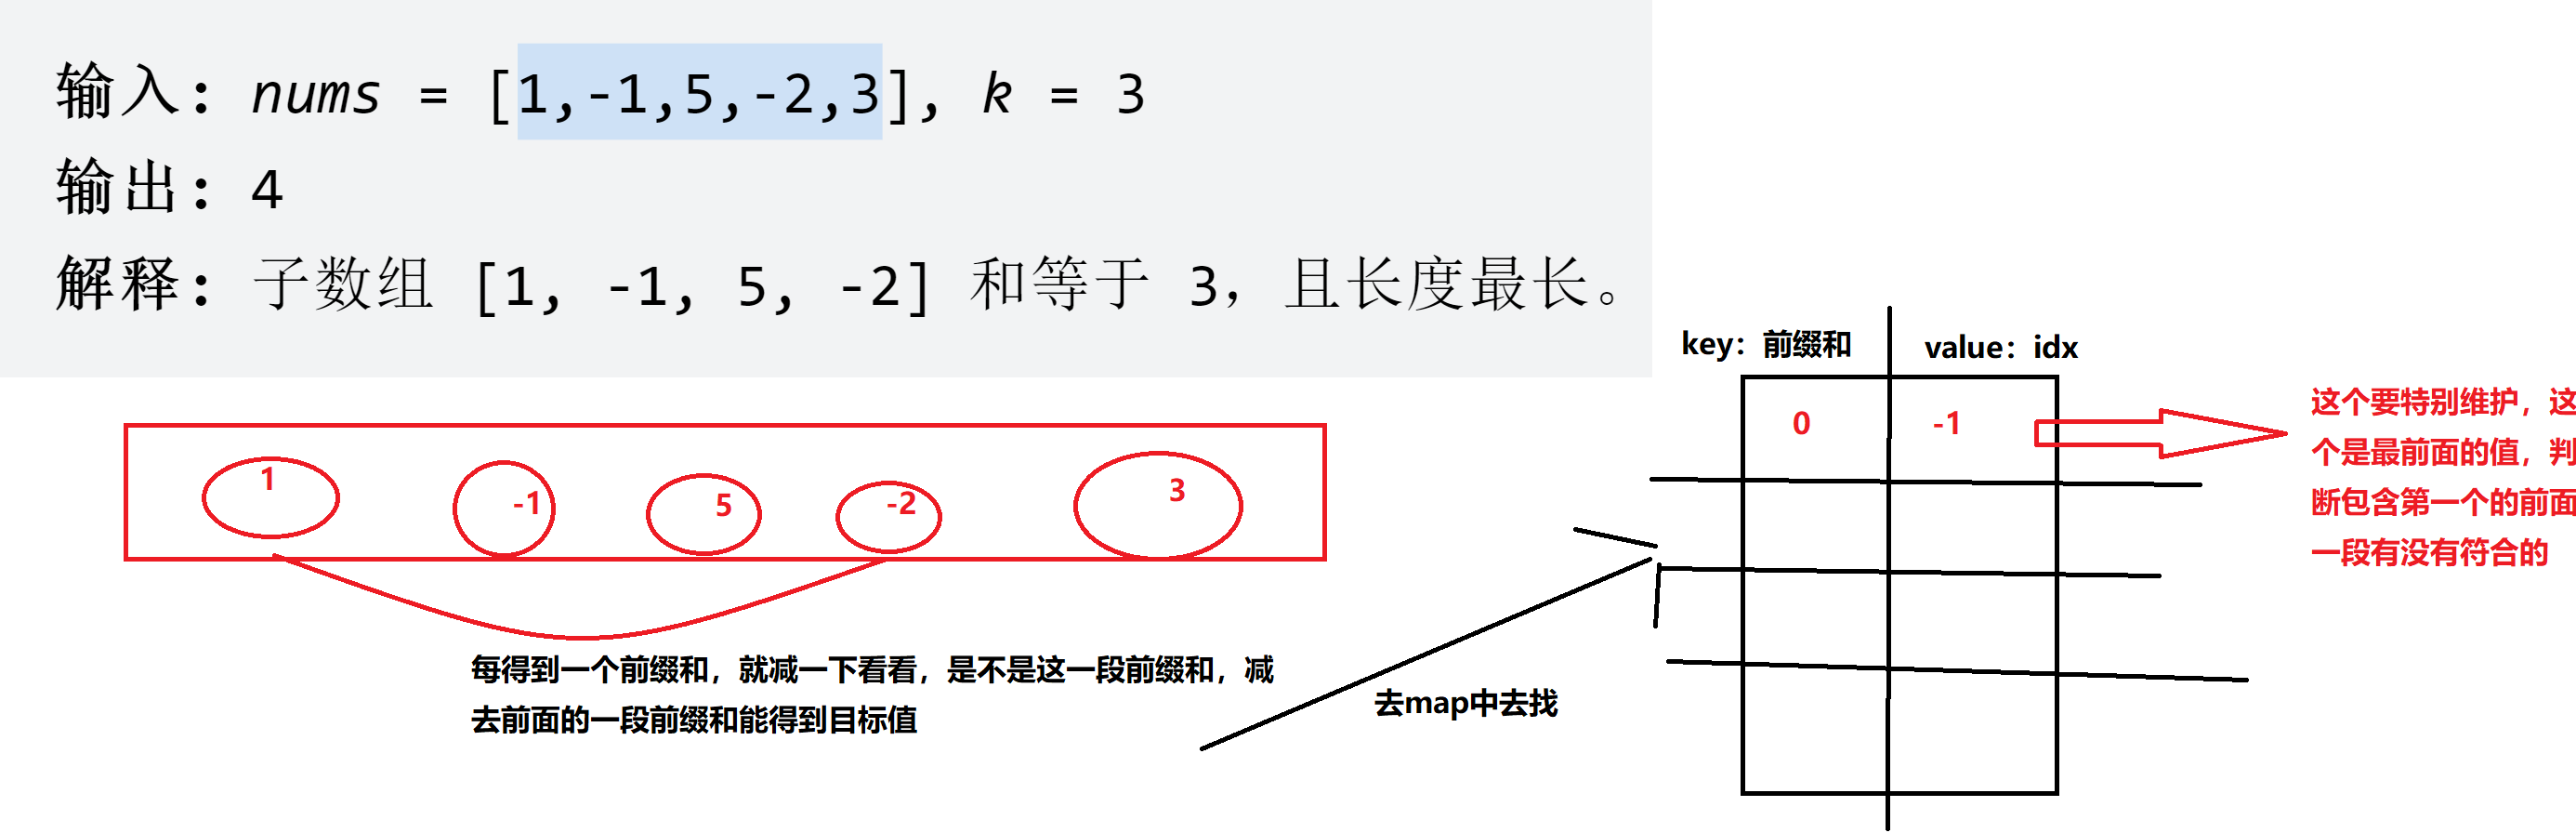 输入: nums = [1,-1,5,-2,3], k = 3
输出: 4
解释: 子数组 [1, -1, 5, -2] 和等于 3，且长度最长。
key：前缀和
value：idx
0
-1
这个要特别维护，这
个是最前面的值，判
断包含第一个的前面
一段有没有符合的
1
-1
5
-2
3
每得到一个前缀和，就减一下看看，是不是这一段前缀和，减
去前面的一段前缀和能得到目标值
去map中去找